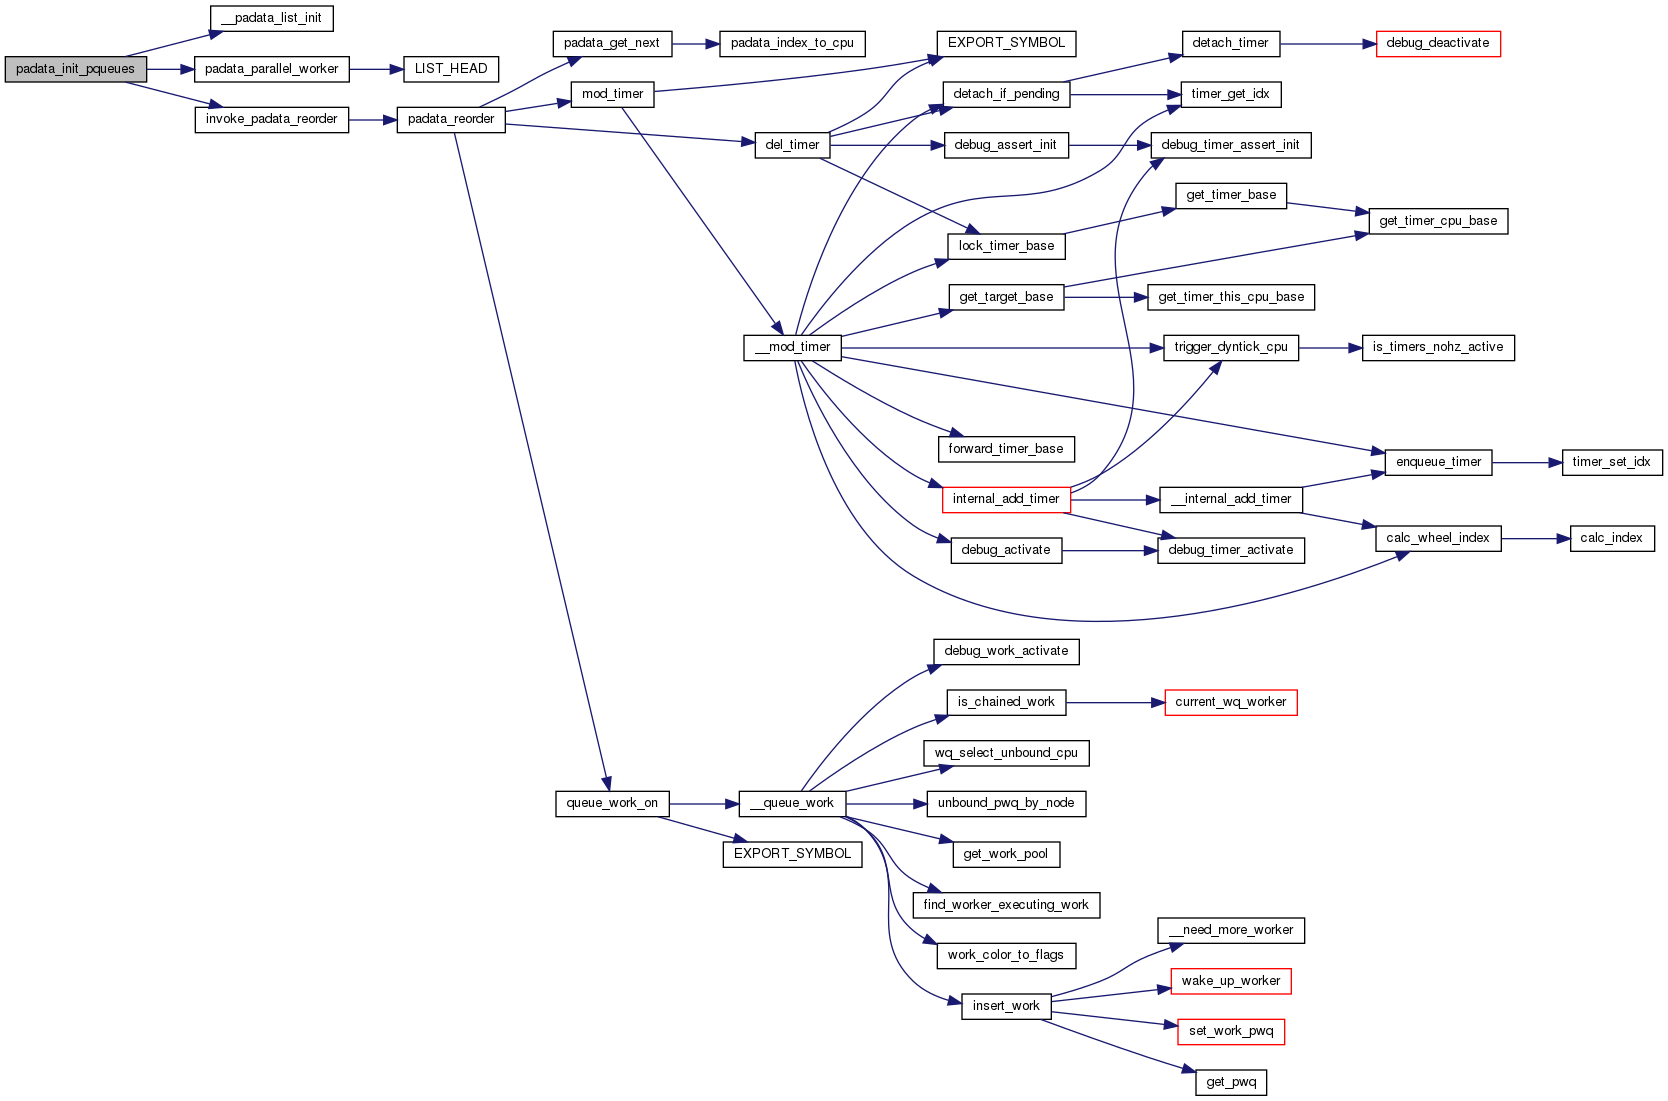 __padata_list_init
padata_init_pqueues
padata_parallel_worker
LIST_HEAD
invoke_padata_reorder
padata_reorder
padata_get_next
padata_index_to_cpu
mod_timer
del_timer
EXPORT_SYMBOL
detach_timer
debug_deactivate
detach_if_pending
timer_get_idx
debug_assert_init
debug_timer_assert_init
get_timer_base
get_timer_cpu_base
lock_timer_base
get_target_base
get_timer_this_cpu_base
__mod_timer
trigger_dyntick_cpu
is_timers_nohz_active
forward_timer_base
enqueue_timer
timer_set_idx
internal_add_timer
__internal_add_timer
calc_wheel_index
calc_index
debug_activate
debug_timer_activate
debug_work_activate
is_chained_work
current_wq_worker
wq_select_unbound_cpu
queue_work_on
__queue_work
unbound_pwq_by_node
EXPORT_SYMBOL
get_work_pool
find_worker_executing_work
work_color_to_flags
__need_more_worker
wake_up_worker
insert_work
set_work_pwq
get_pwq